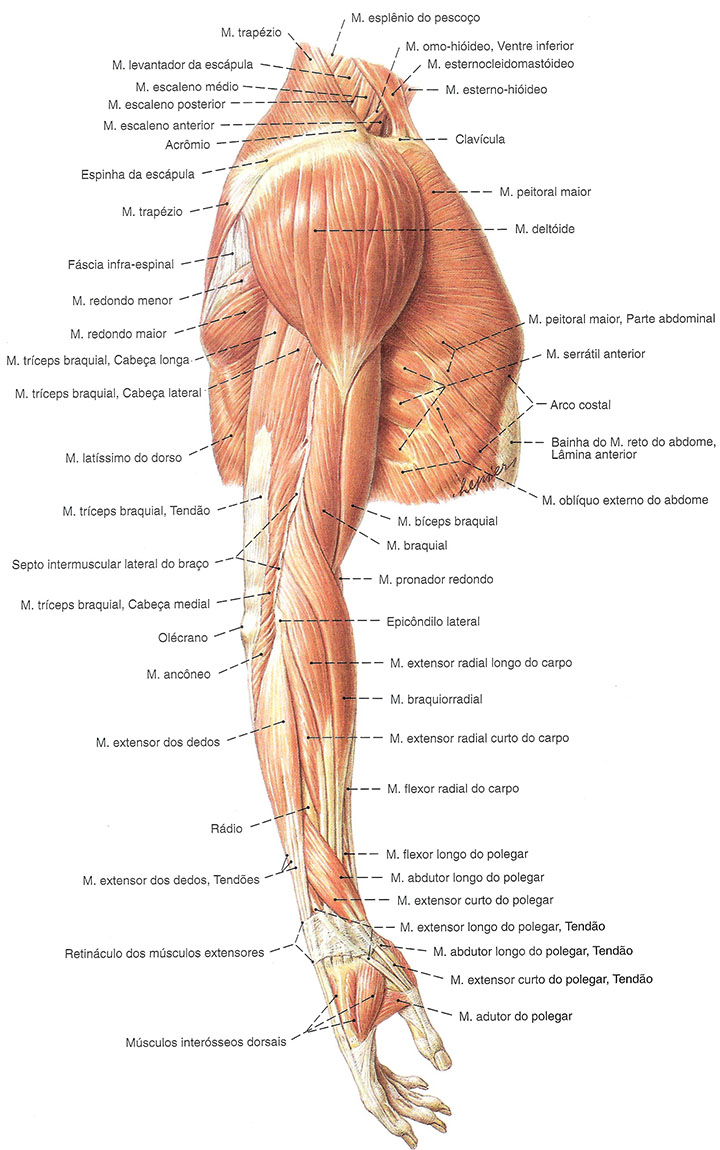 M. esplênio do pescoço
M. trapézio
M. omo-hióideo, Ventre inferior
M. levantador da escápula
M. esternocleidomastóideo
M. escaleno médio
M. esterno-hióideo
M. escaleno posterior
M. escaleno anterior
Clavícula
Acrômio
Espinha da escápula
M. peitoral maior
M. trapézio
M. deltóide
Fáscia infra-espinal
M. redondo menor
M. peitoral maior, Parte abdominal
M. redondo maior
M. serrátil anterior
M. tríceps braquial, Cabeça longa
M. tríceps braquial, Cabeça lateral
Arco costal
Bainha do M. reto do abdome,
Lâmina anterior
M. latíssimo do dorso
M. oblíquo externo do abdome
M. tríceps braquial, Tendão
M. bíceps braquial
M. braquial
Septo intermuscular lateral do braço
M. pronador redondo
M. tríceps braquial, Cabeça medial
Epicôndilo lateral
Olécrano
M. extensor radial longo do carpo
M. ancôneo
M. braquiorradial
M. extensor dos dedos
M. extensor radial curto do carpo
M. flexor radial do carpo
Rádio
M. flexor longo do polegar
M. extensor dos dedos, Tendões
M. abdutor longo do polegar
M. extensor curto do polegar
M. extensor longo do polegar, Tendão
Retináculo dos músculos extensores
M. abdutor longo do polegar, Tendão
M. extensor curto do polegar, Tendão
M. adutor do polegar
Músculos interósseos dorsais